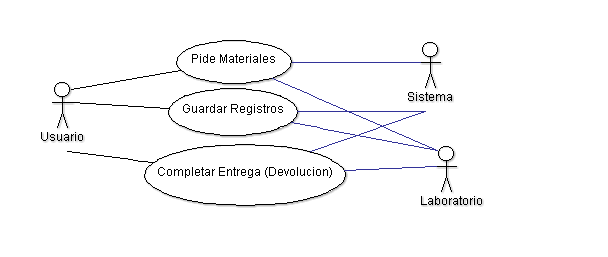 Pide Materiales
Sistema
Guardar Registros
Usuario
Completar Entrega (Devolucion)
Laboratorio